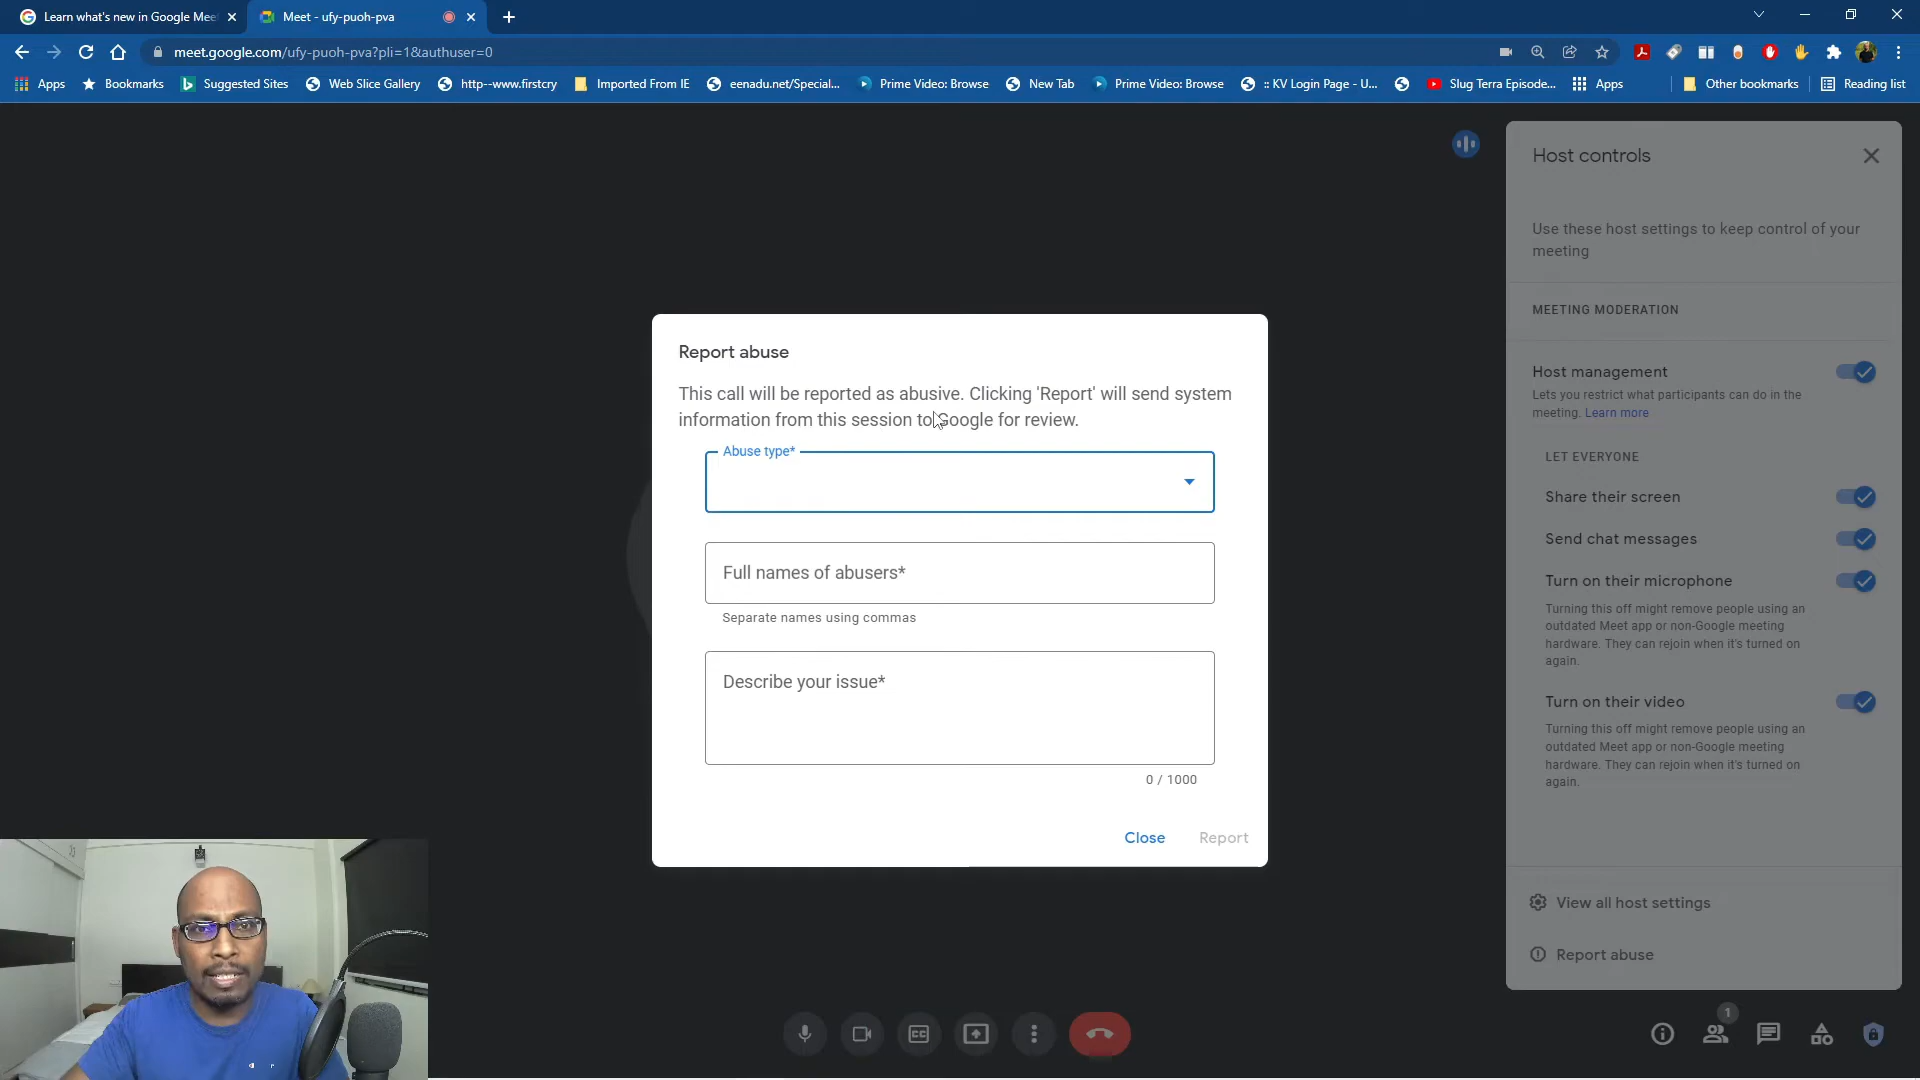 Learn what's new in Google Mee
Meet - ufy-puoh-pva
meet.google.com/ufy-puoh-pva?pli=1&authuser=0
Apps
Bookmarks
Suggested Sites
Web Slice Gallery
http--www.firstcry
Imported From IE
eenadu.net/Special...
Prime Video: Browse
New Tab
Prime Video: Browse
:: KV Login Page - U...
Slug Terra Episode...
Apps
Other bookmarks
Reading list
Report abuse
This call will be reported as abusive. Clicking 'Report' will send system
information from this session to Google for review.
Abuse type*
Full names of abusers*
Separate names using commas
Describe your issue*
0 / 1000
Close
Report
Host controls
Use these host settings to keep control of your
meeting
MEETING MODERATION
Host management
Lets you restrict what participants can do in the
meeting. Learn more
LET EVERYONE
Share their screen
Send chat messages
Turn on their microphone
Turning this off might remove people using an
outdated Meet app or non-Google meeting
hardware. They can rejoin when it's turned on
again.
Turn on their video
Turning this off might remove people using an
outdated Meet app or non-Google meeting
hardware. They can rejoin when it's turned on
again.
View all host settings
Report abuse
CC
1